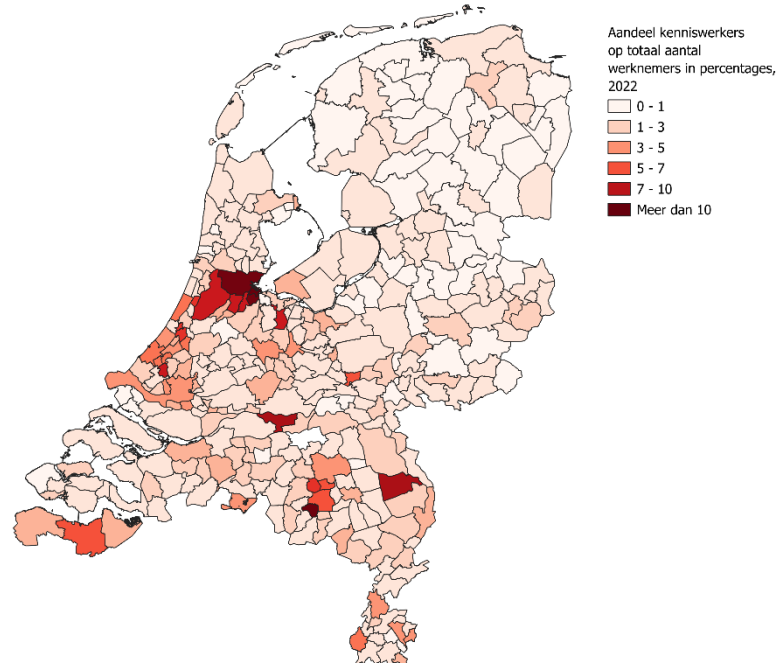 Aandeel kenniswerkers
op totaal aantal
werknemers in percentages,
2022
0 - 1
1 - 3
3 - 5
5 - 7
7 - 10
Meer dan 10